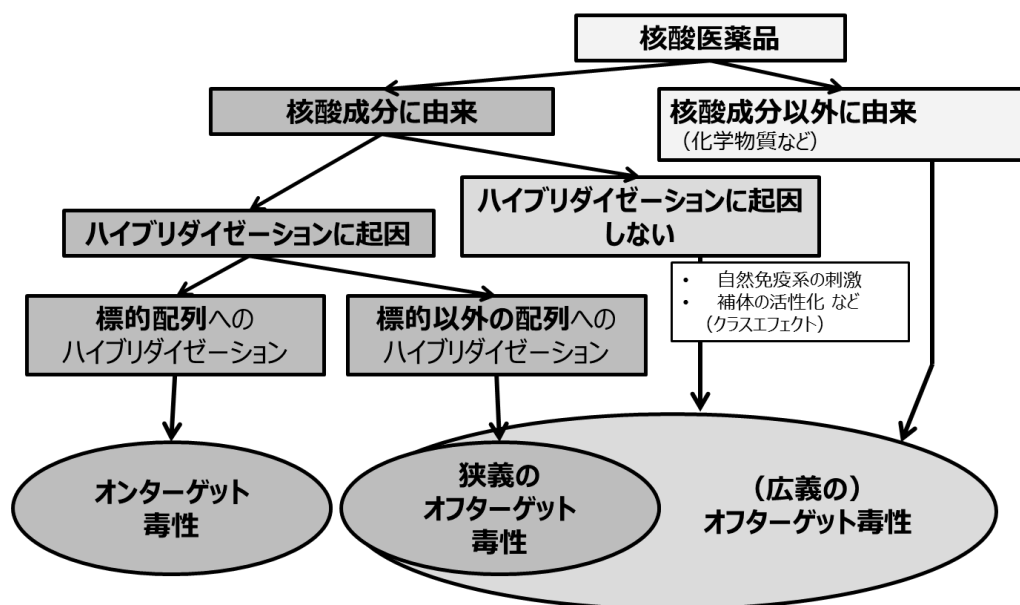 核酸医薬品
核酸成分に由来
核酸成分以外に由来
（化学物質など）
ハイブリダイゼーションに起因
ハイブリダイゼーションに起因
しない
• 自然免疫系の刺激
• 補体の活性化 など
（クラスエフェクト）
標的配列への
ハイブリダイゼーション
標的以外の配列への
ハイブリダイゼーション
オンターゲット
毒性
狭義の
オフターゲット
毒性
（広義の）
オフターゲット毒性